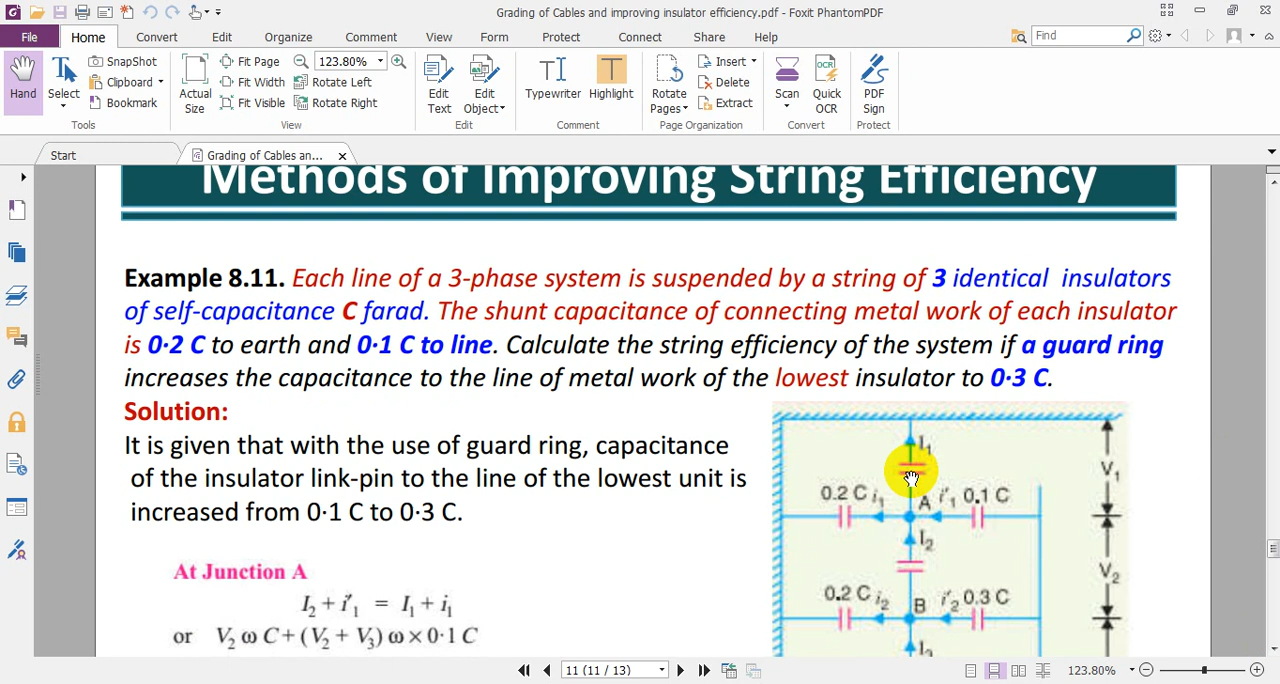 Grading of Cables and improving insulator efficiency.pdf - Foxit PhantomPDF
File Home Convert Edit Organize Comment View Form Protect Connect Share Help Find
Hand Select SnapShot Clipboard Bookmark Tools
Actual Size Fit Page Fit Width Fit Visible 123.80% Rotate Left Rotate Right View
Edit Text Edit Object Edit
Typewriter Highlight Comment
Rotate Pages Insert Delete Extract Page Organization
Scan Quick OCR Convert
PDF Sign Protect
Start Grading of Cables an...
Methods of Improving String Efficiency
Example 8.11. Each line of a 3-phase system is suspended by a string of 3 identical insulators
of self-capacitance C farad. The shunt capacitance of connecting metal work of each insulator
is 0·2 C to earth and 0·1 C to line. Calculate the string efficiency of the system if a guard ring
increases the capacitance to the line of metal work of the lowest insulator to 0·3 C.
Solution:
It is given that with the use of guard ring, capacitance
of the insulator link-pin to the line of the lowest unit is
increased from 0·1 C to 0·3 C.
At Junction A
I₂ + i′₁ = I₁ + i₁
or V₂ ω C + (V₂ + V₃) ω × 0·1 C
I₁
V₁
0.2 C i₁ A i′₁ 0.1 C
I₂
V₂
0.2 C i₂ B i′₂ 0.3 C
I₃
11 (11 / 13) 123.80%